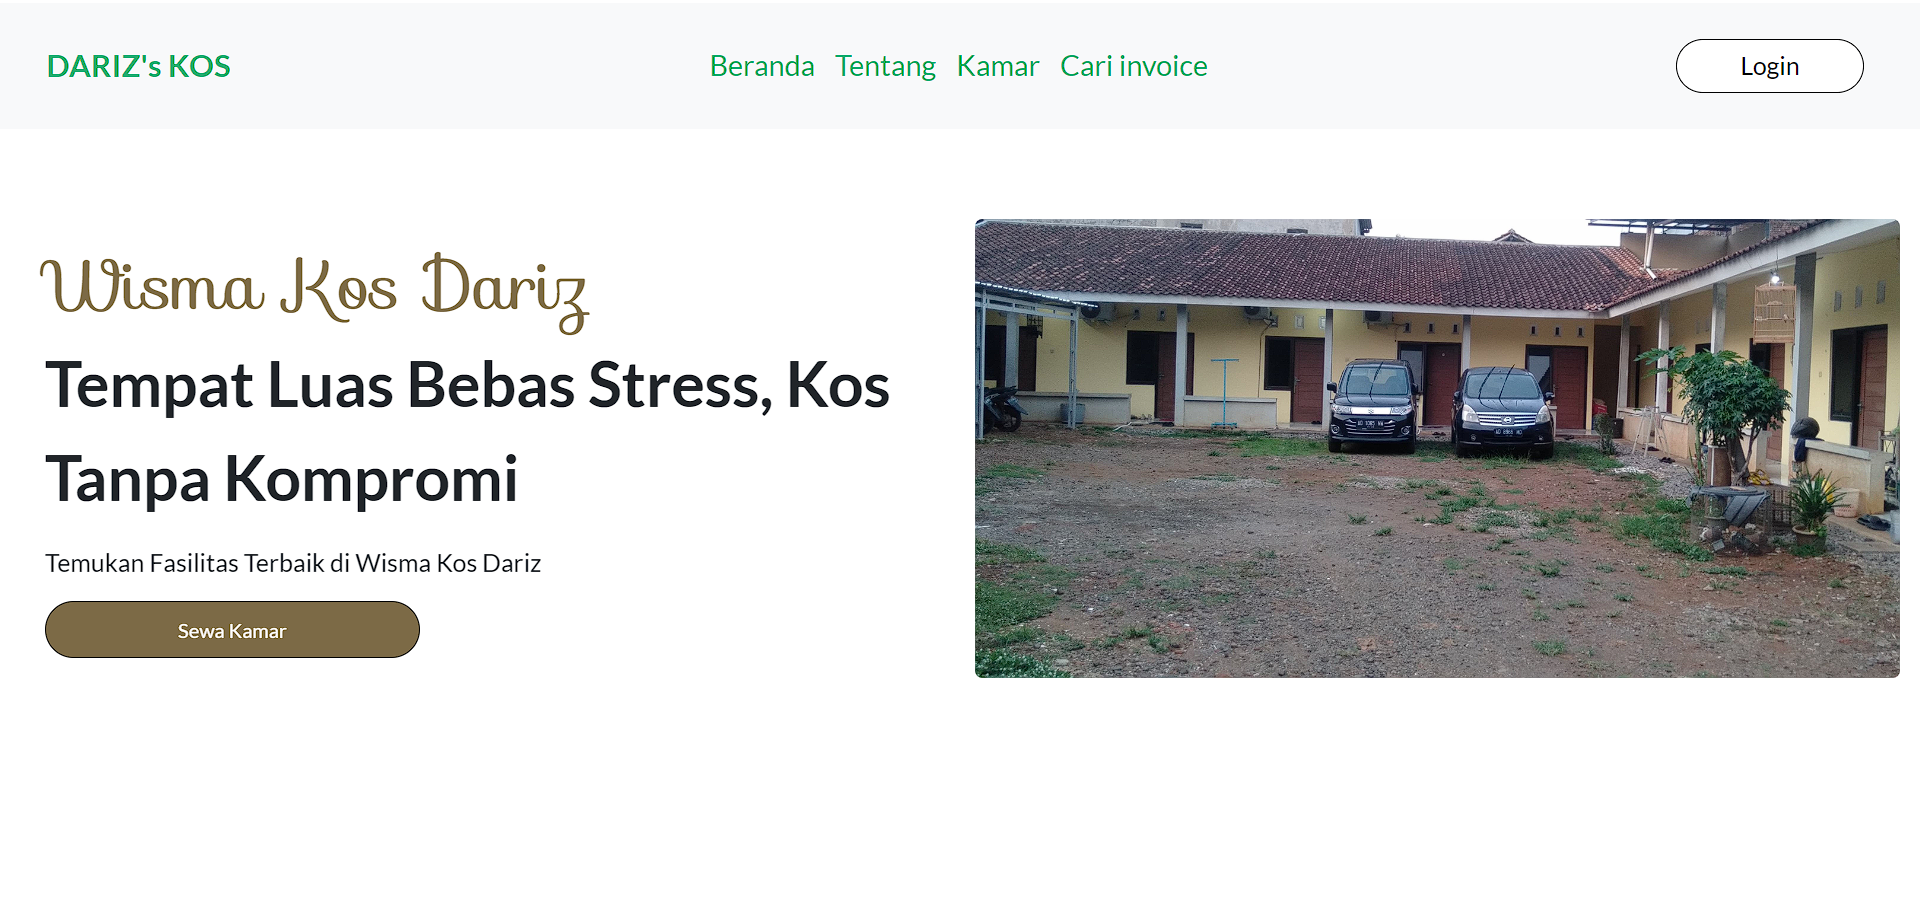 DARIZ's KOS
Beranda Tentang Kamar Cari invoice
Login
Wisma Kos Dariz
Tempat Luas Bebas Stress, Kos
Tanpa Kompromi
Temukan Fasilitas Terbaik di Wisma Kos Dariz
Sewa Kamar